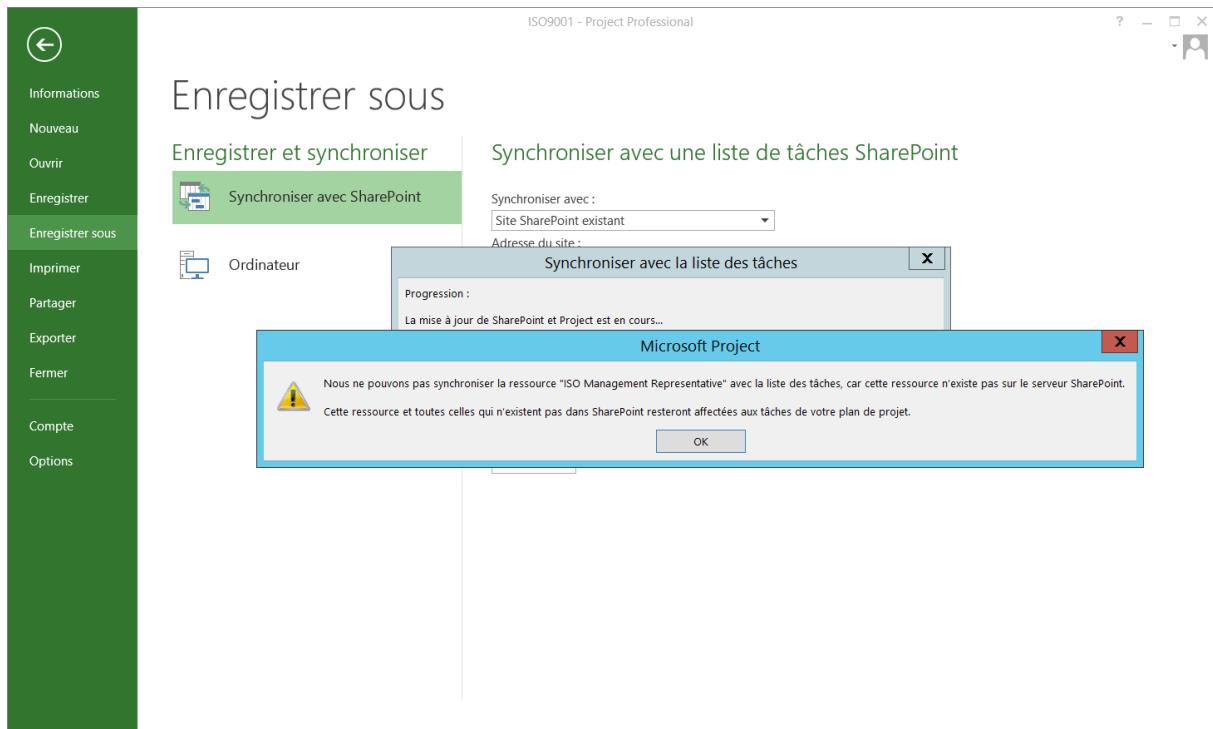 ISO9001 - Project Professional
?
Informations
Nouveau
Ouvrir
Enregistrer
Enregistrer sous
Imprimer
Partager
Exporter
Fermer
Compte
Options
Enregistrer sous
Enregistrer et synchroniser
Synchroniser avec SharePoint
Ordinateur
Synchroniser avec une liste de tâches SharePoint
Synchroniser avec :
Site SharePoint existant
Adresse du site :
Synchroniser avec la liste des tâches
X
Progression :
La mise à jour de SharePoint et Project est en cours...
Microsoft Project
X
Nous ne pouvons pas synchroniser la ressource "ISO Management Representative" avec la liste des tâches, car cette ressource n'existe pas sur le serveur SharePoint.
Cette ressource et toutes celles qui n'existent pas dans SharePoint resteront affectées aux tâches de votre plan de projet.
OK